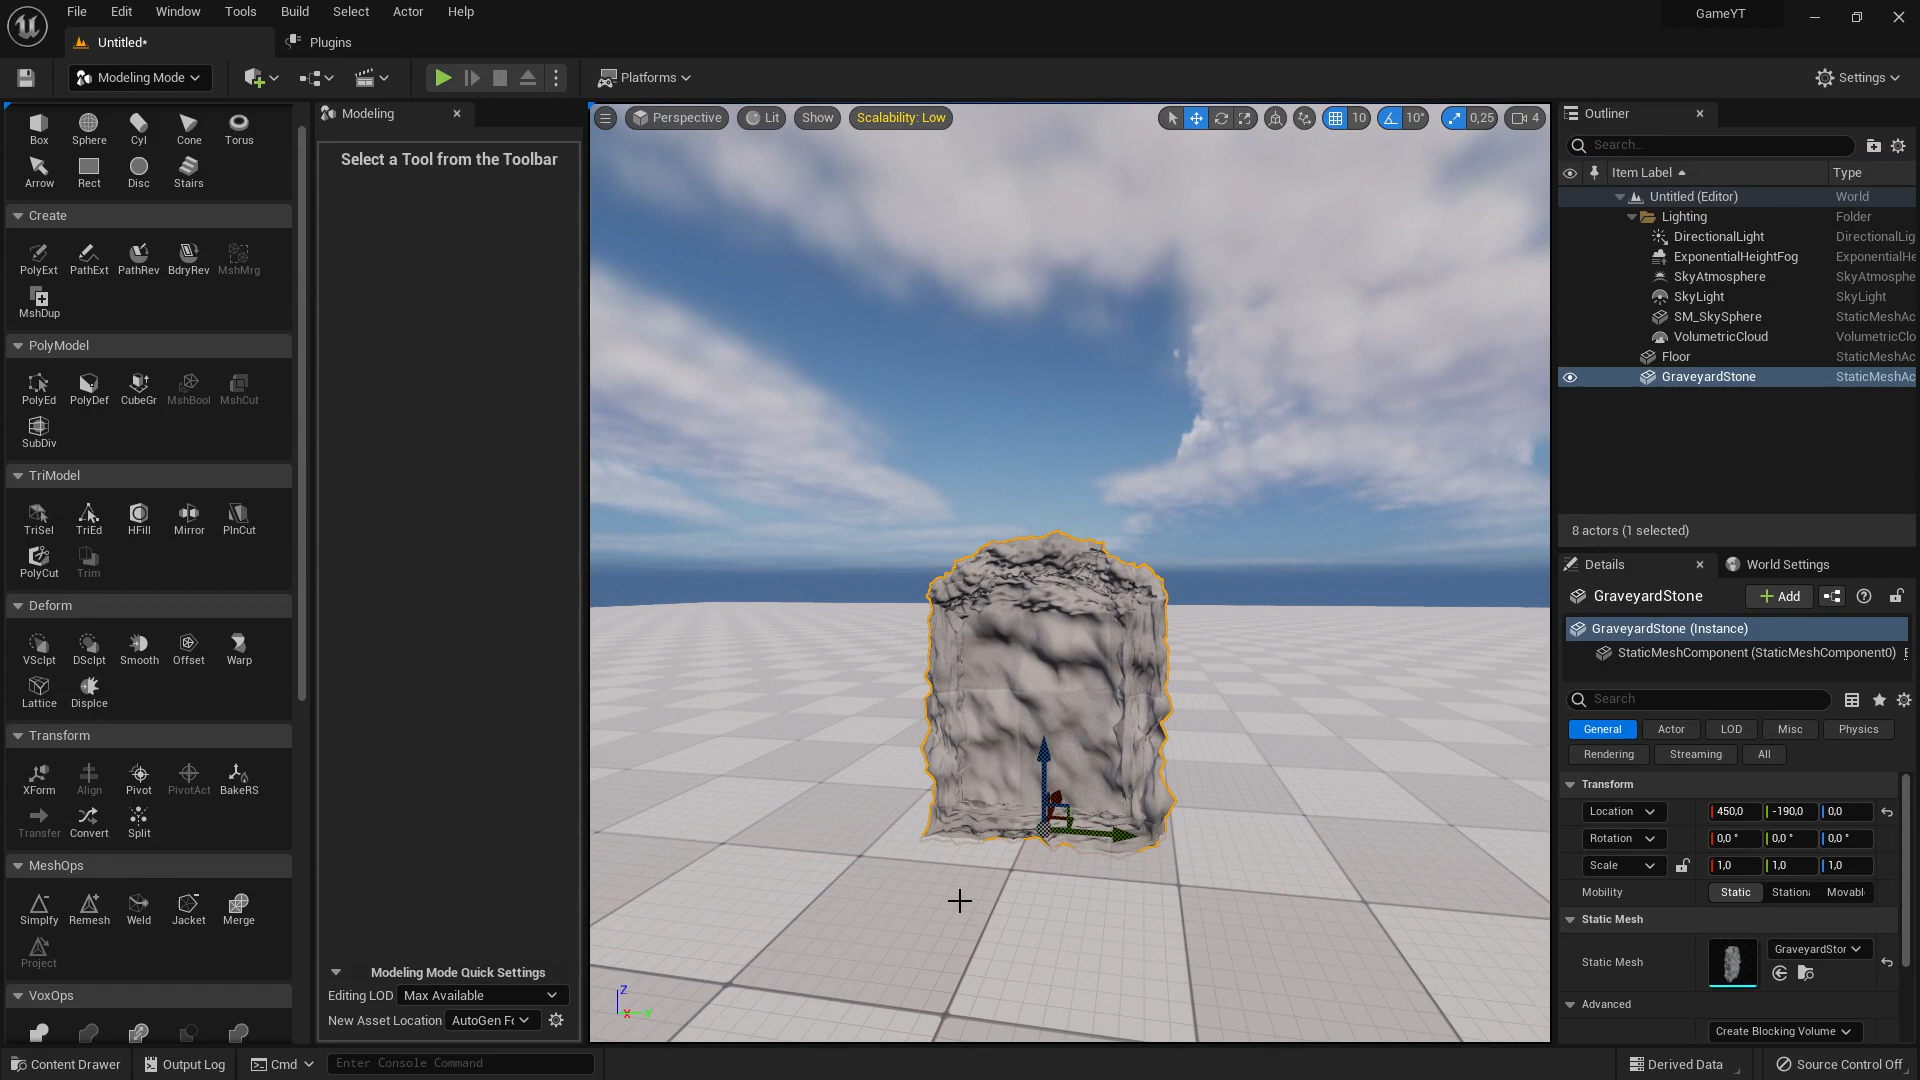 File Edit Window Tools Build Select Actor Help
GameYT
Untitled*
Plugins
Modeling Mode
Platforms
Settings
Box Sphere Cyl Cone Torus
Arrow Rect Disc Stairs
Create
PolyExt PathExt PathRev BdryRev MshMrg
MshDup
PolyModel
PolyEd PolyDef CubeGr MshBool MshCut
SubDiv
TriModel
TriSel TriEd HFill Mirror PlnCut
PolyCut Trim
Deform
VSclpt DSclpt Smooth Offset Warp
Lattice Displce
Transform
XForm Align Pivot PivotAct BakeRS
Transfer Convert Split
MeshOps
Simplfy Remesh Weld Jacket Merge
Project
VoxOps
Modeling
Select a Tool from the Toolbar
Modeling Mode Quick Settings
Editing LOD Max Available
New Asset Location AutoGen Fc
Perspective Lit Show Scalability: Low
10 10° 0,25 4
Z
X Y
Outliner
Search...
Item Label Type
Untitled (Editor) World
Lighting Folder
DirectionalLight DirectionalLig
ExponentialHeightFog ExponentialHe
SkyAtmosphere SkyAtmosphe
SkyLight SkyLight
SM_SkySphere StaticMeshAc
VolumetricCloud VolumetricClo
Floor StaticMeshAc
GraveyardStone StaticMeshAc
8 actors (1 selected)
Details
World Settings
GraveyardStone
Add
GraveyardStone (Instance)
StaticMeshComponent (StaticMeshComponent0)
Search
General Actor LOD Misc Physics
Rendering Streaming All
Transform
Location 450,0 -190,0 0,0
Rotation 0,0 ° 0,0 ° 0,0 °
Scale 1,0 1,0 1,0
Mobility Static Stationa Movabl
Static Mesh
Static Mesh GraveyardStor
Advanced
Create Blocking Volume
Content Drawer Output Log Cmd Enter Console Command
Derived Data Source Control Off